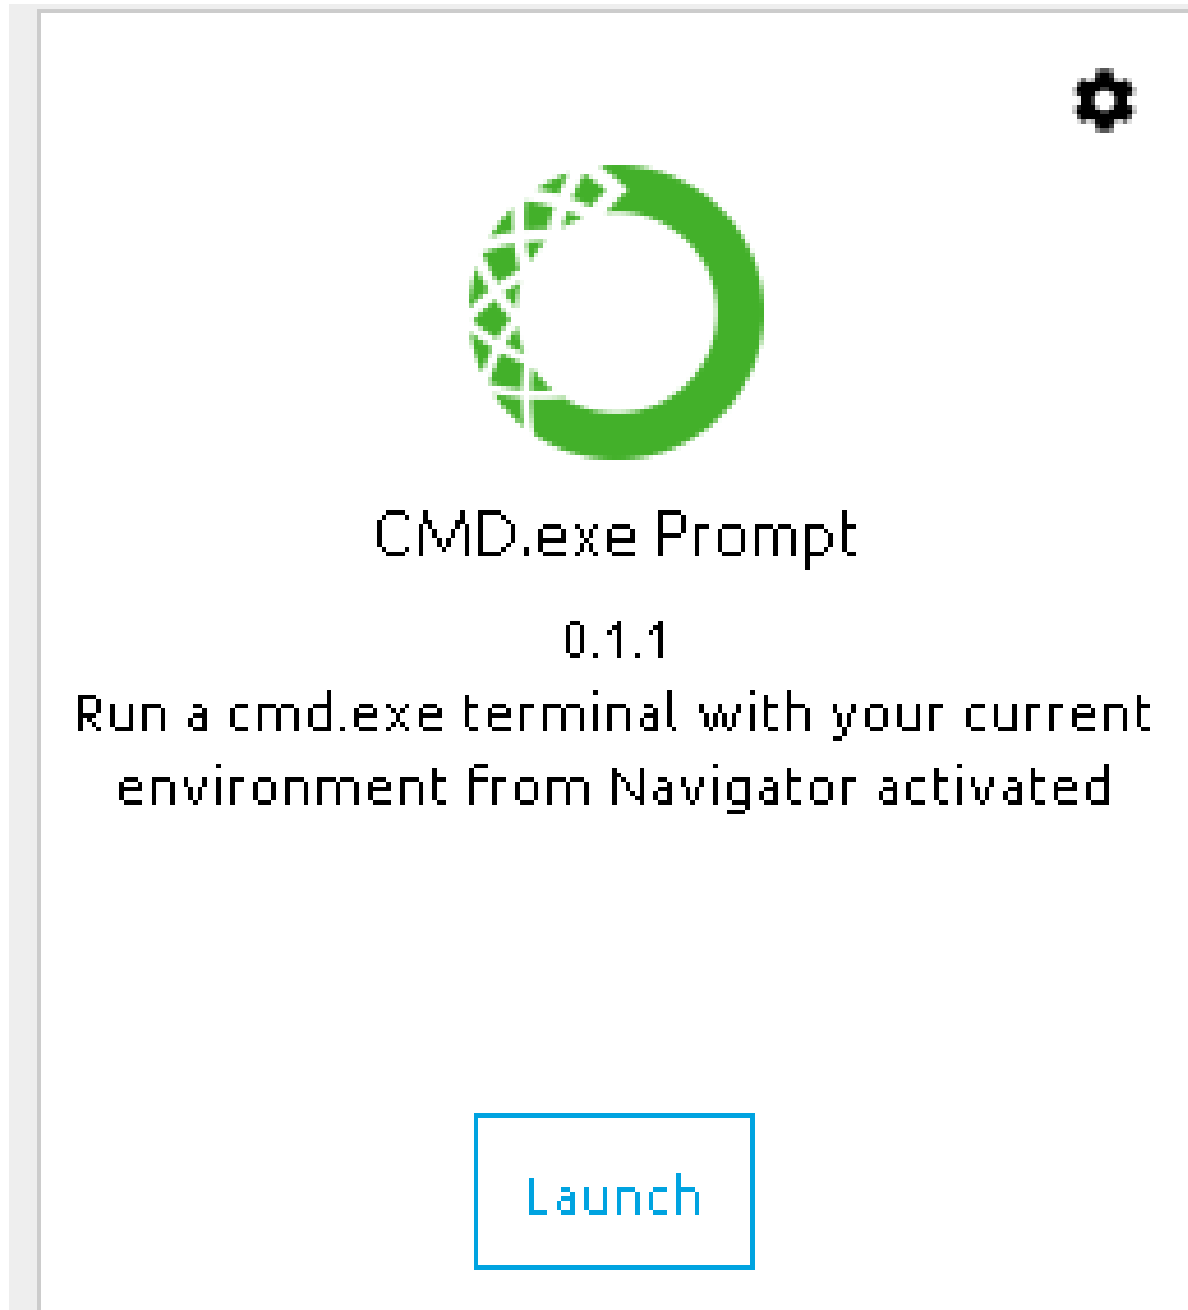 CMD.exe Prompt
0.1.1
Run a cmd.exe terminal with your current
environment from Navigator activated
Launch